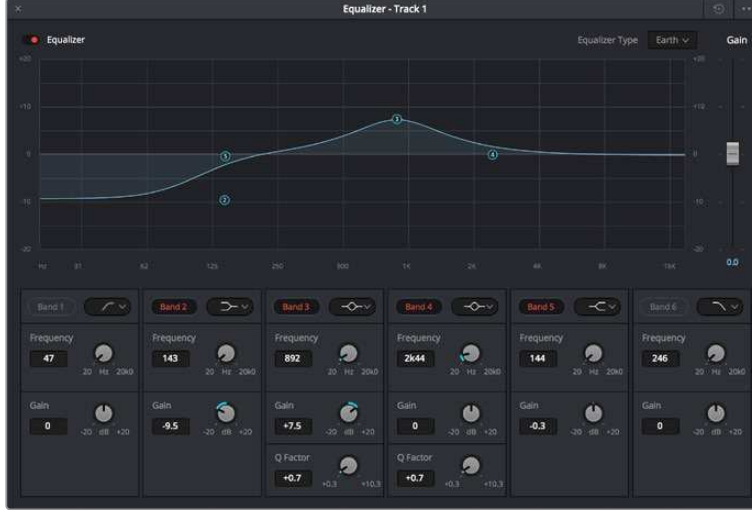 Equalizer - Track 1
Equalizer
Equalizer Type Earth Gain
+20 +20
+10 +10
0 0
-10 -10
-20 -20
0.0
Hz 31 62 125 250 500 1K 2K 4K 8K 16K
5 3 4
2
Band 1 Band 2 Band 3 Band 4 Band 5 Band 6
Frequency Frequency Frequency Frequency Frequency Frequency
47 143 892 2k44 144 246
20 Hz 20k0 20 Hz 20k0 20 Hz 20k0 20 Hz 20k0 20 Hz 20k0 20 Hz 20k0
Gain Gain Gain Gain Gain Gain
0 -9.5 +7.5 0 -0.3 0
-20 dB +20 -20 dB +20 -20 dB +20 -20 dB +20 -20 dB +20 -20 dB +20
Q Factor Q Factor
+0.7 +0.7
+0.3 +10.3 +0.3 +10.3